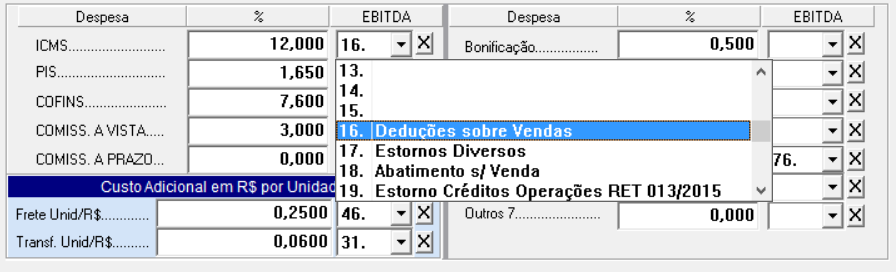 Despesa % EBITDA Despesa % EBITDA
ICMS.......................... 12,000 16. X Bonificação................. 0,500 X
PIS............................. 1,650 13. X
14.
COFINS...................... 7,600 15. X
COMISS. A VISTA..... 3,000 16. Deduções sobre Vendas X
17. Estornos Diversos
COMISS. A PRAZO... 0,000 18. Abatimento s/ Venda 76. X
Custo Adicional em R$ por Unidad 19. Estorno Créditos Operações RET 013/2015 X
Frete Unid/R$............. 0,2500 46. X Outros 7....................... 0,000 X
Transf. Unid/R$.......... 0,0600 31. X